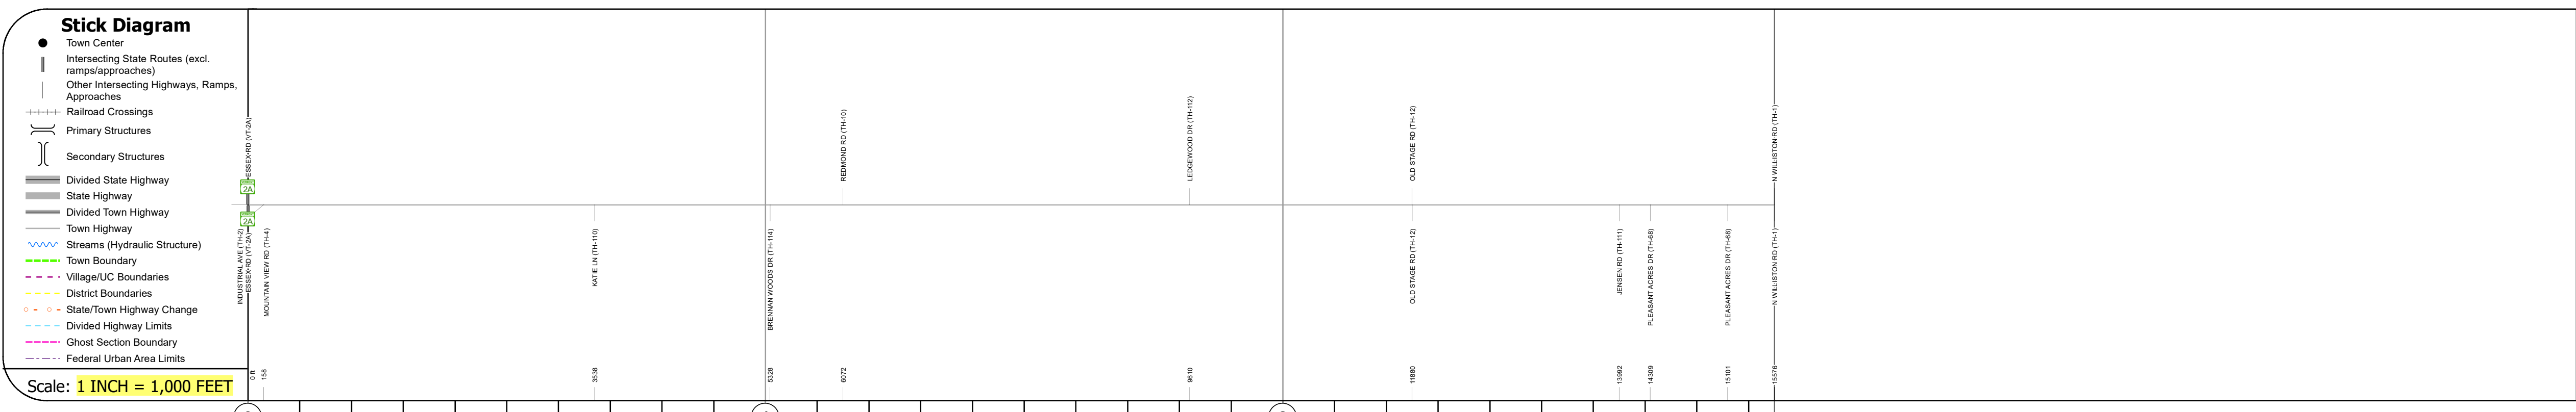 Stick Diagram
Town Center
Intersecting State Routes (excl.
ramps/approaches)
Other Intersecting Highways, Ramps,
Approaches
Railroad Crossings
Primary Structures
Secondary Structures
Divided State Highway
State Highway
Divided Town Highway
Town Highway
Streams (Hydraulic Structure)
Town Boundary
Village/UC Boundaries
District Boundaries
State/Town Highway Change
Divided Highway Limits
Ghost Section Boundary
Federal Urban Area Limits
Scale: 1 INCH = 1,000 FEET
ESSEX RD (VT-2A)
REDMOND RD (TH-10)
LEDGEWOOD DR (TH-112)
OLD STAGE RD (TH-12)
N WILLISTON RD (TH-1)
2A
2A
INDUSTRIAL AVE (TH-2)
ESSEX RD (VT-2A)
MOUNTAIN VIEW RD (TH-4)
KATIE LN (TH-110)
BRENNAN WOODS DR (TH-114)
OLD STAGE RD (TH-12)
JENSEN RD (TH-111)
PLEASANT ACRES DR (TH-68)
PLEASANT ACRES DR (TH-68)
N WILLISTON RD (TH-1)
0 ft
158
3538
5328
6072
9610
11880
13992
14309
15101
15576